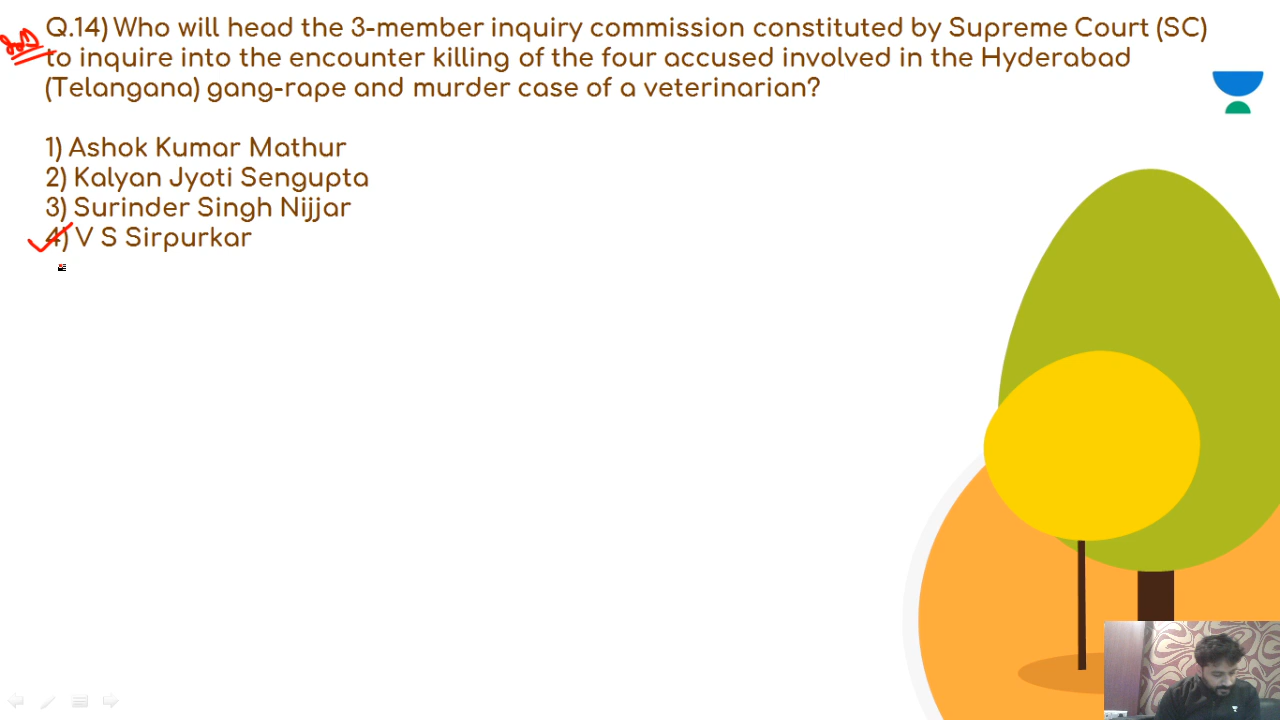 Q.14) Who will head the 3-member inquiry commission constituted by Supreme Court (SC)
to inquire into the encounter killing of the four accused involved in the Hyderabad
(Telangana) gang-rape and murder case of a veterinarian?
1) Ashok Kumar Mathur
2) Kalyan Jyoti Sengupta
3) Surinder Singh Nijjar
4) V S Sirpurkar